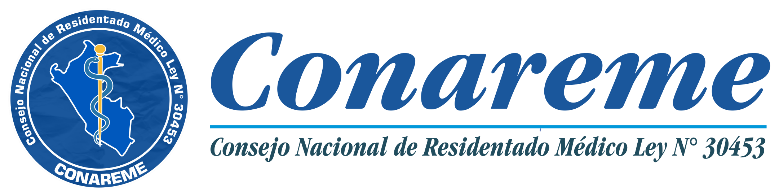 Consejo Nacional de Residentado Médico Ley N° 30453
CONAREME
Conareme
Consejo Nacional de Residentado Médico Ley N° 30453